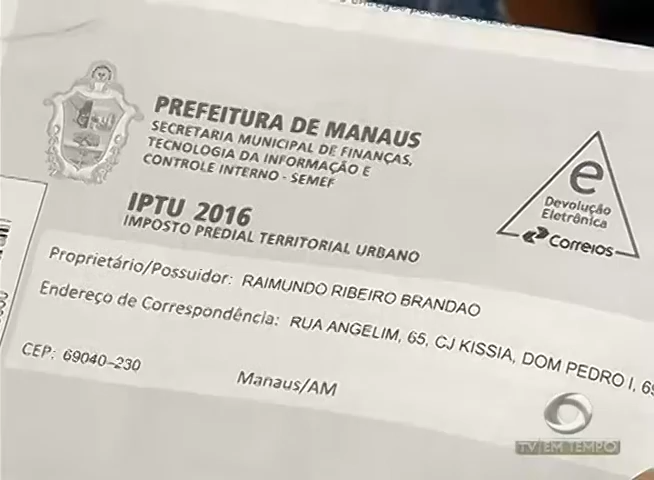 PREFEITURA DE MANAUS
SECRETARIA MUNICIPAL DE FINANÇAS,
TECNOLOGIA DA INFORMAÇÃO E
CONTROLE INTERNO - SEMEF
IPTU 2016
IMPOSTO PREDIAL TERRITORIAL URBANO
e
Devolução
Eletrônica
Correios
Proprietário/Possuidor: RAIMUNDO RIBEIRO BRANDAO
Endereço de Correspondência: RUA ANGELIM, 65, CJ KISSIA, DOM PEDRO I, 69
CEP: 69040-230
Manaus/AM
TV EM TEMPO